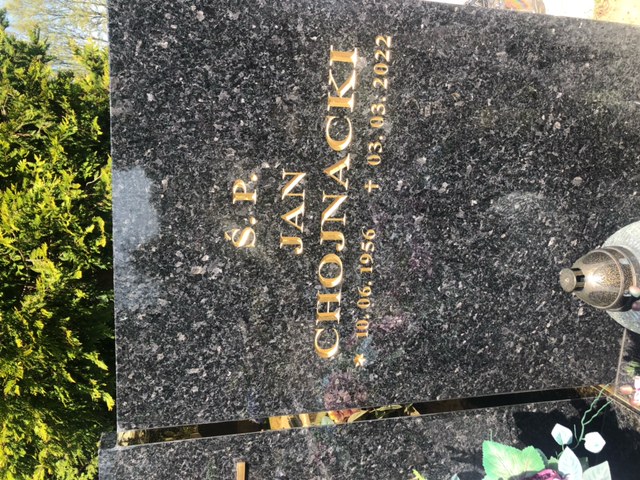 Ś. P.
JAN
CHOJNACKI
* 10.06.1956 † 03.03.2022